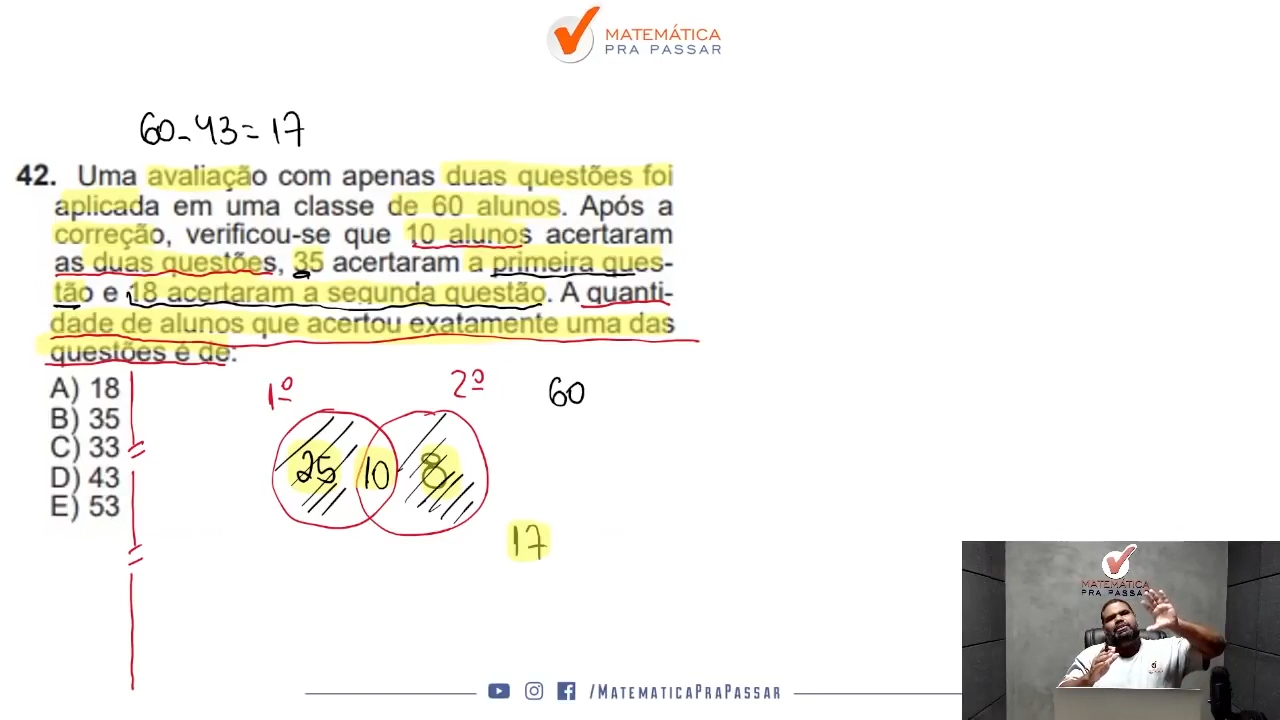 MATEMÁTICA
PRA PASSAR
60-43=17
42. Uma avaliação com apenas duas questões foi
aplicada em uma classe de 60 alunos. Após a
correção, verificou-se que 10 alunos acertaram
as duas questões, 35 acertaram a primeira ques-
tão e 18 acertaram a segunda questão. A quanti-
dade de alunos que acertou exatamente uma das
questões é de:
A) 18
B) 35
C) 33
D) 43
E) 53
1º 2º 60
25 10 8
17
MATEMÁTICA
PRA PASSAR
/MATEMATICAPRAPASSAR